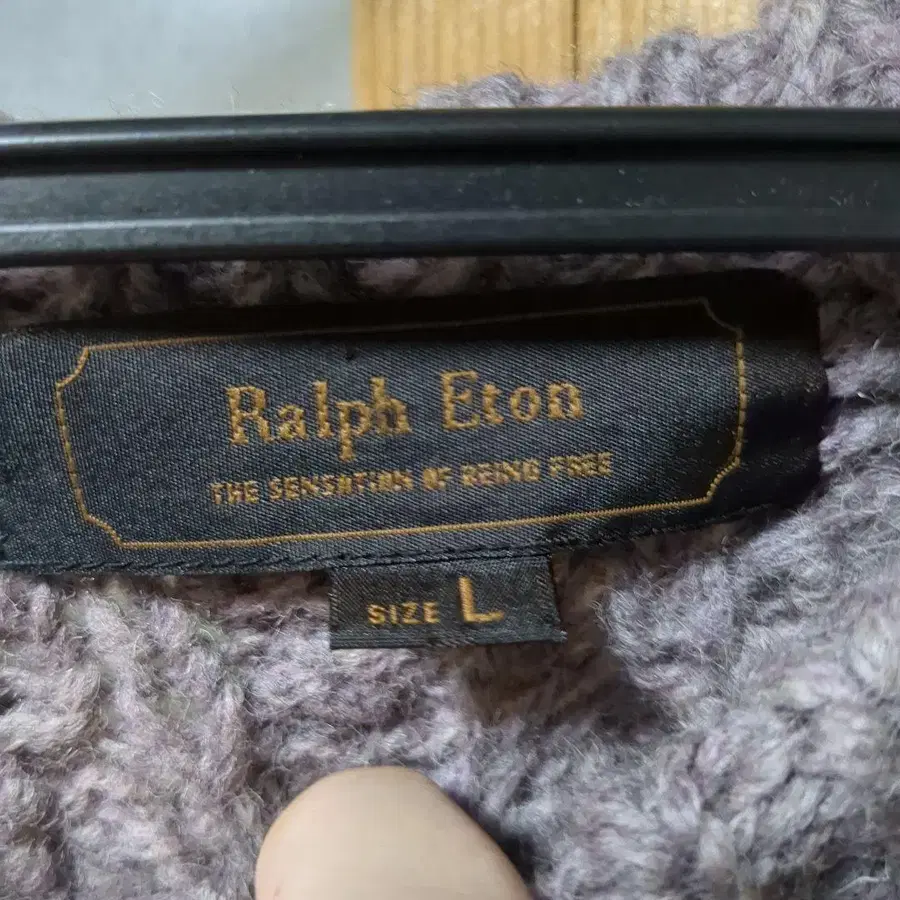 Ralph Eton
THE SENSATION OF BEING FREE
SIZE L